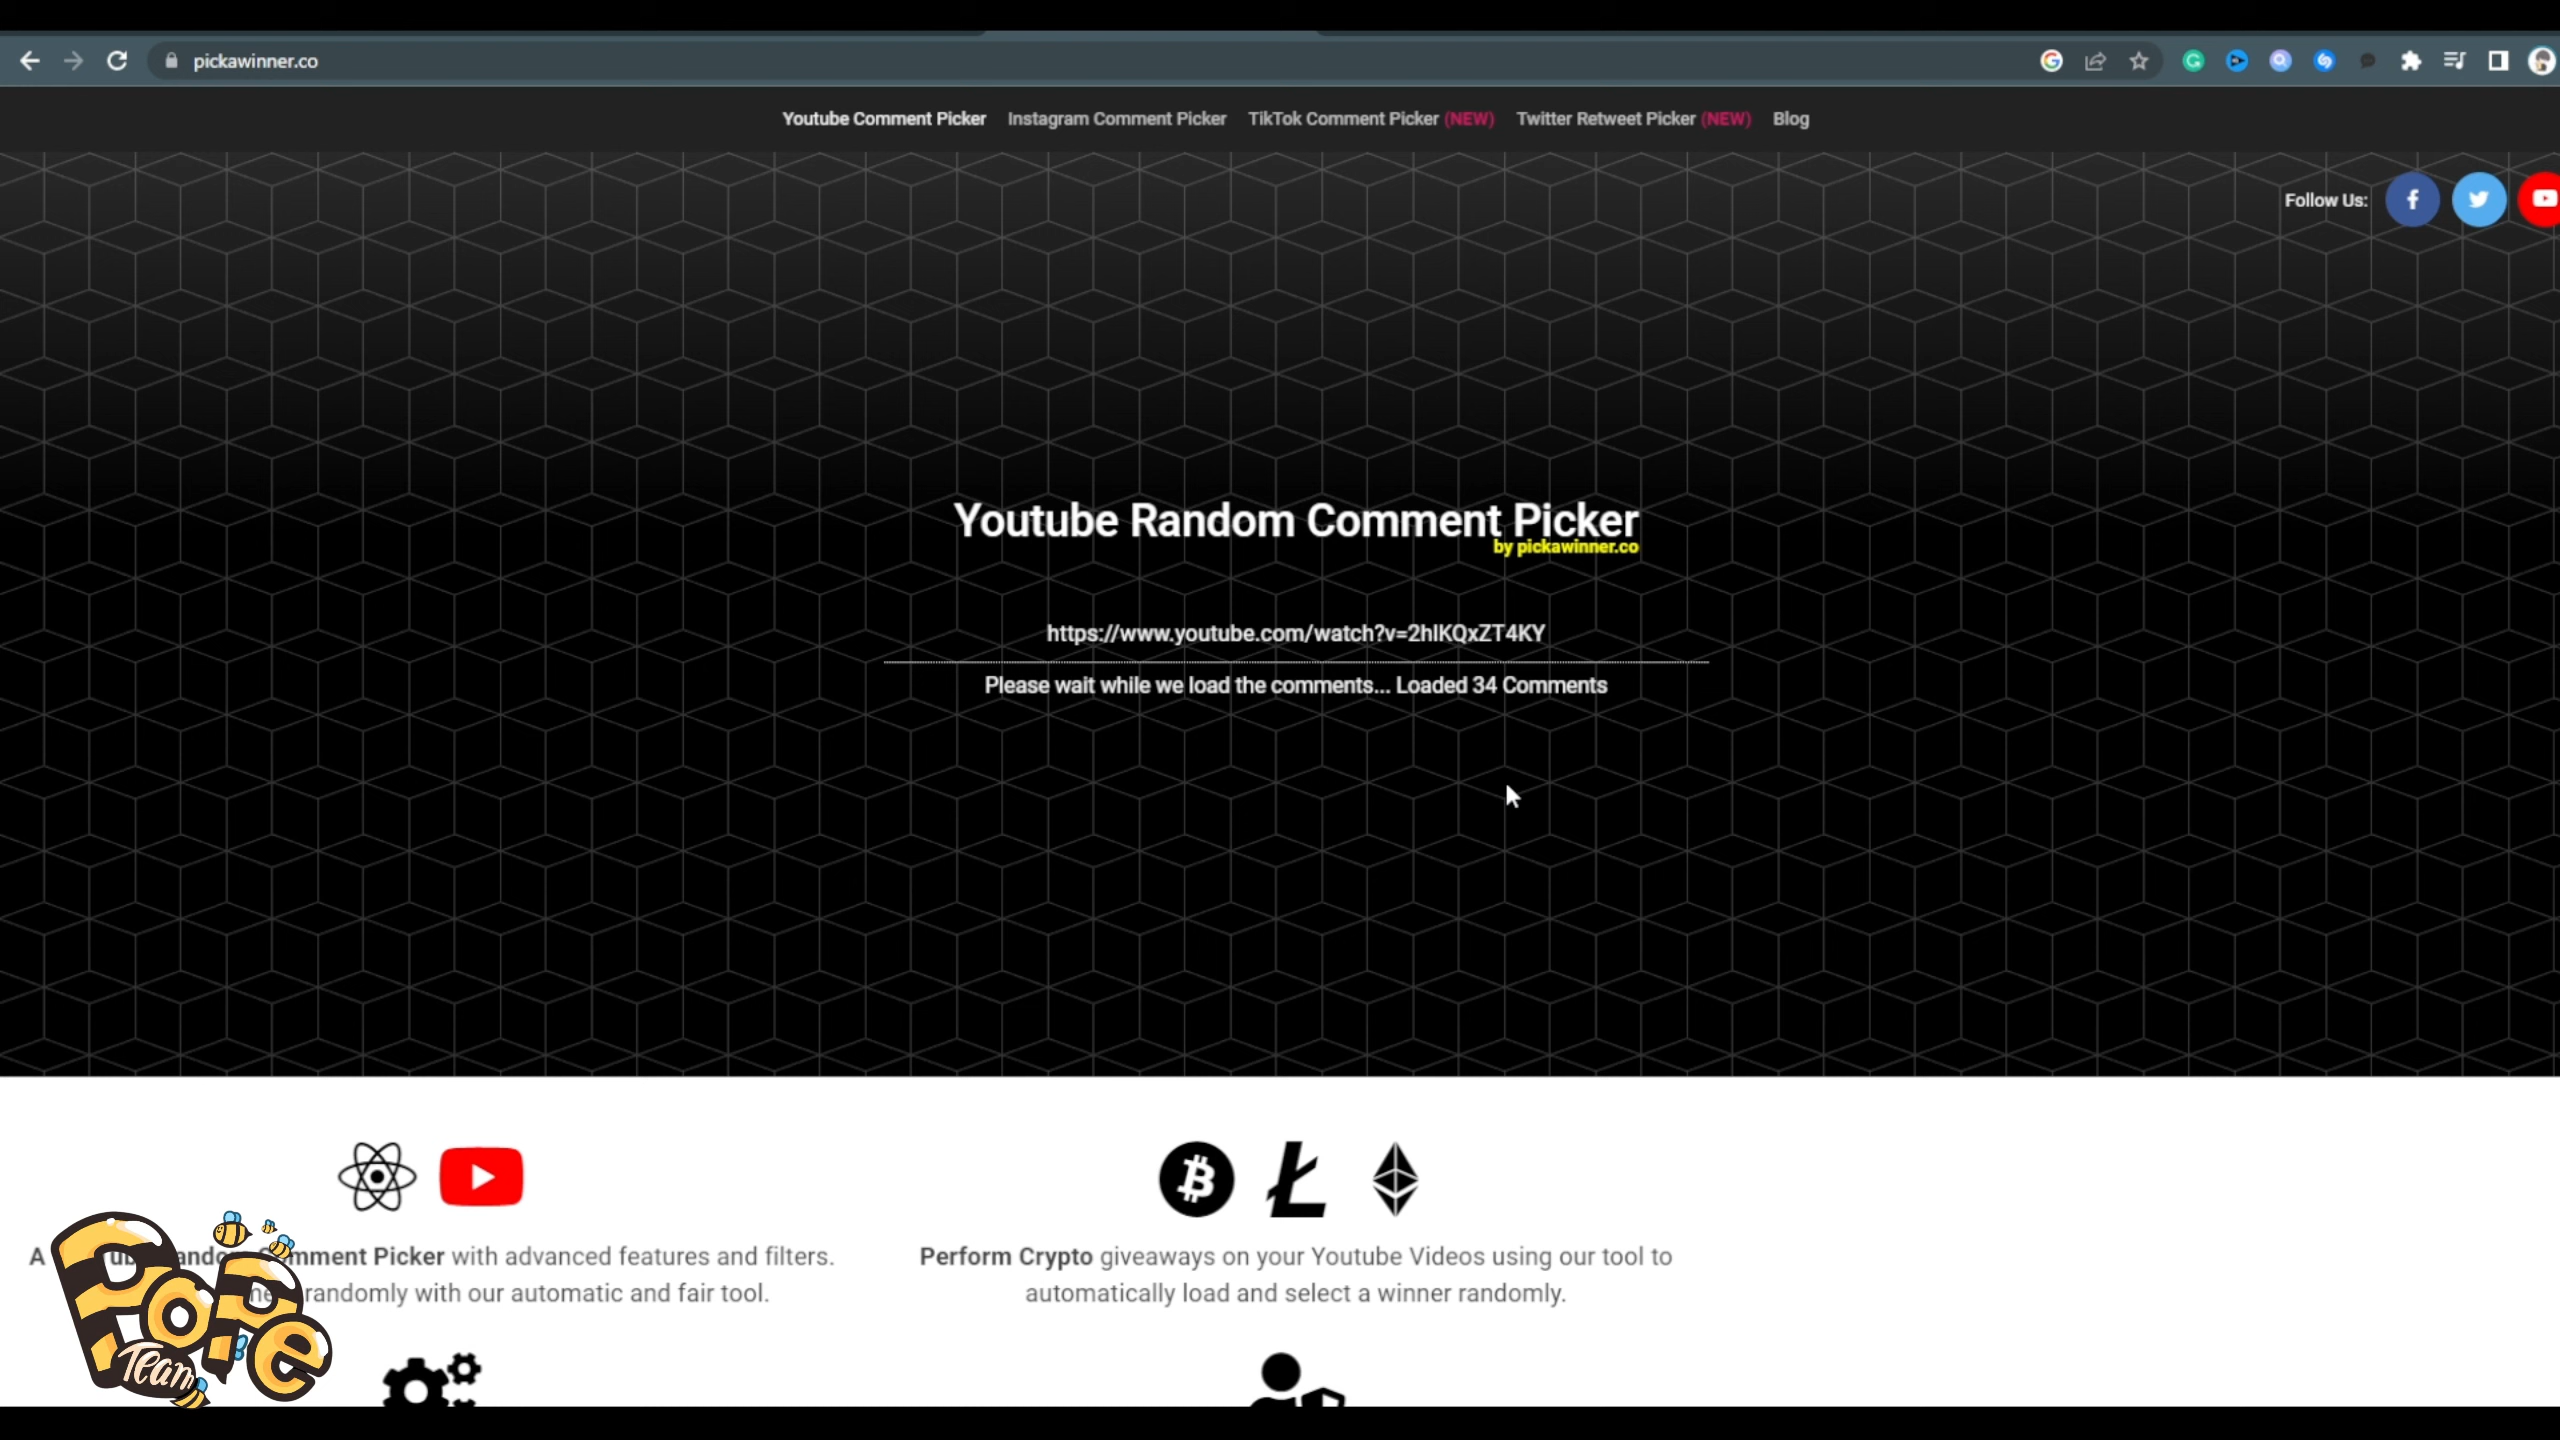 pickawinner.co
Youtube Comment Picker Instagram Comment Picker TikTok Comment Picker (NEW) Twitter Retweet Picker (NEW) Blog
Follow Us:
Youtube Random Comment Picker
by pickawinner.co
https://www.youtube.com/watch?v=2hlKQxZT4KY
Please wait while we load the comments... Loaded 34 Comments
A Comment Picker with advanced features and filters.
randomly with our automatic and fair tool.
Perform Crypto giveaways on your Youtube Videos using our tool to
automatically load and select a winner randomly.
PoPe
Team